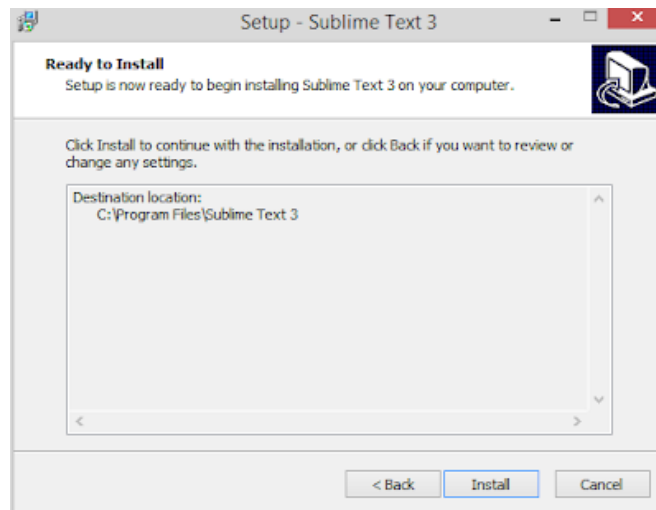 Setup - Sublime Text 3
Ready to Install
Setup is now ready to begin installing Sublime Text 3 on your computer.
Click Install to continue with the installation, or click Back if you want to review or
change any settings.
Destination location:
C:\Program Files\Sublime Text 3
< Back Install Cancel